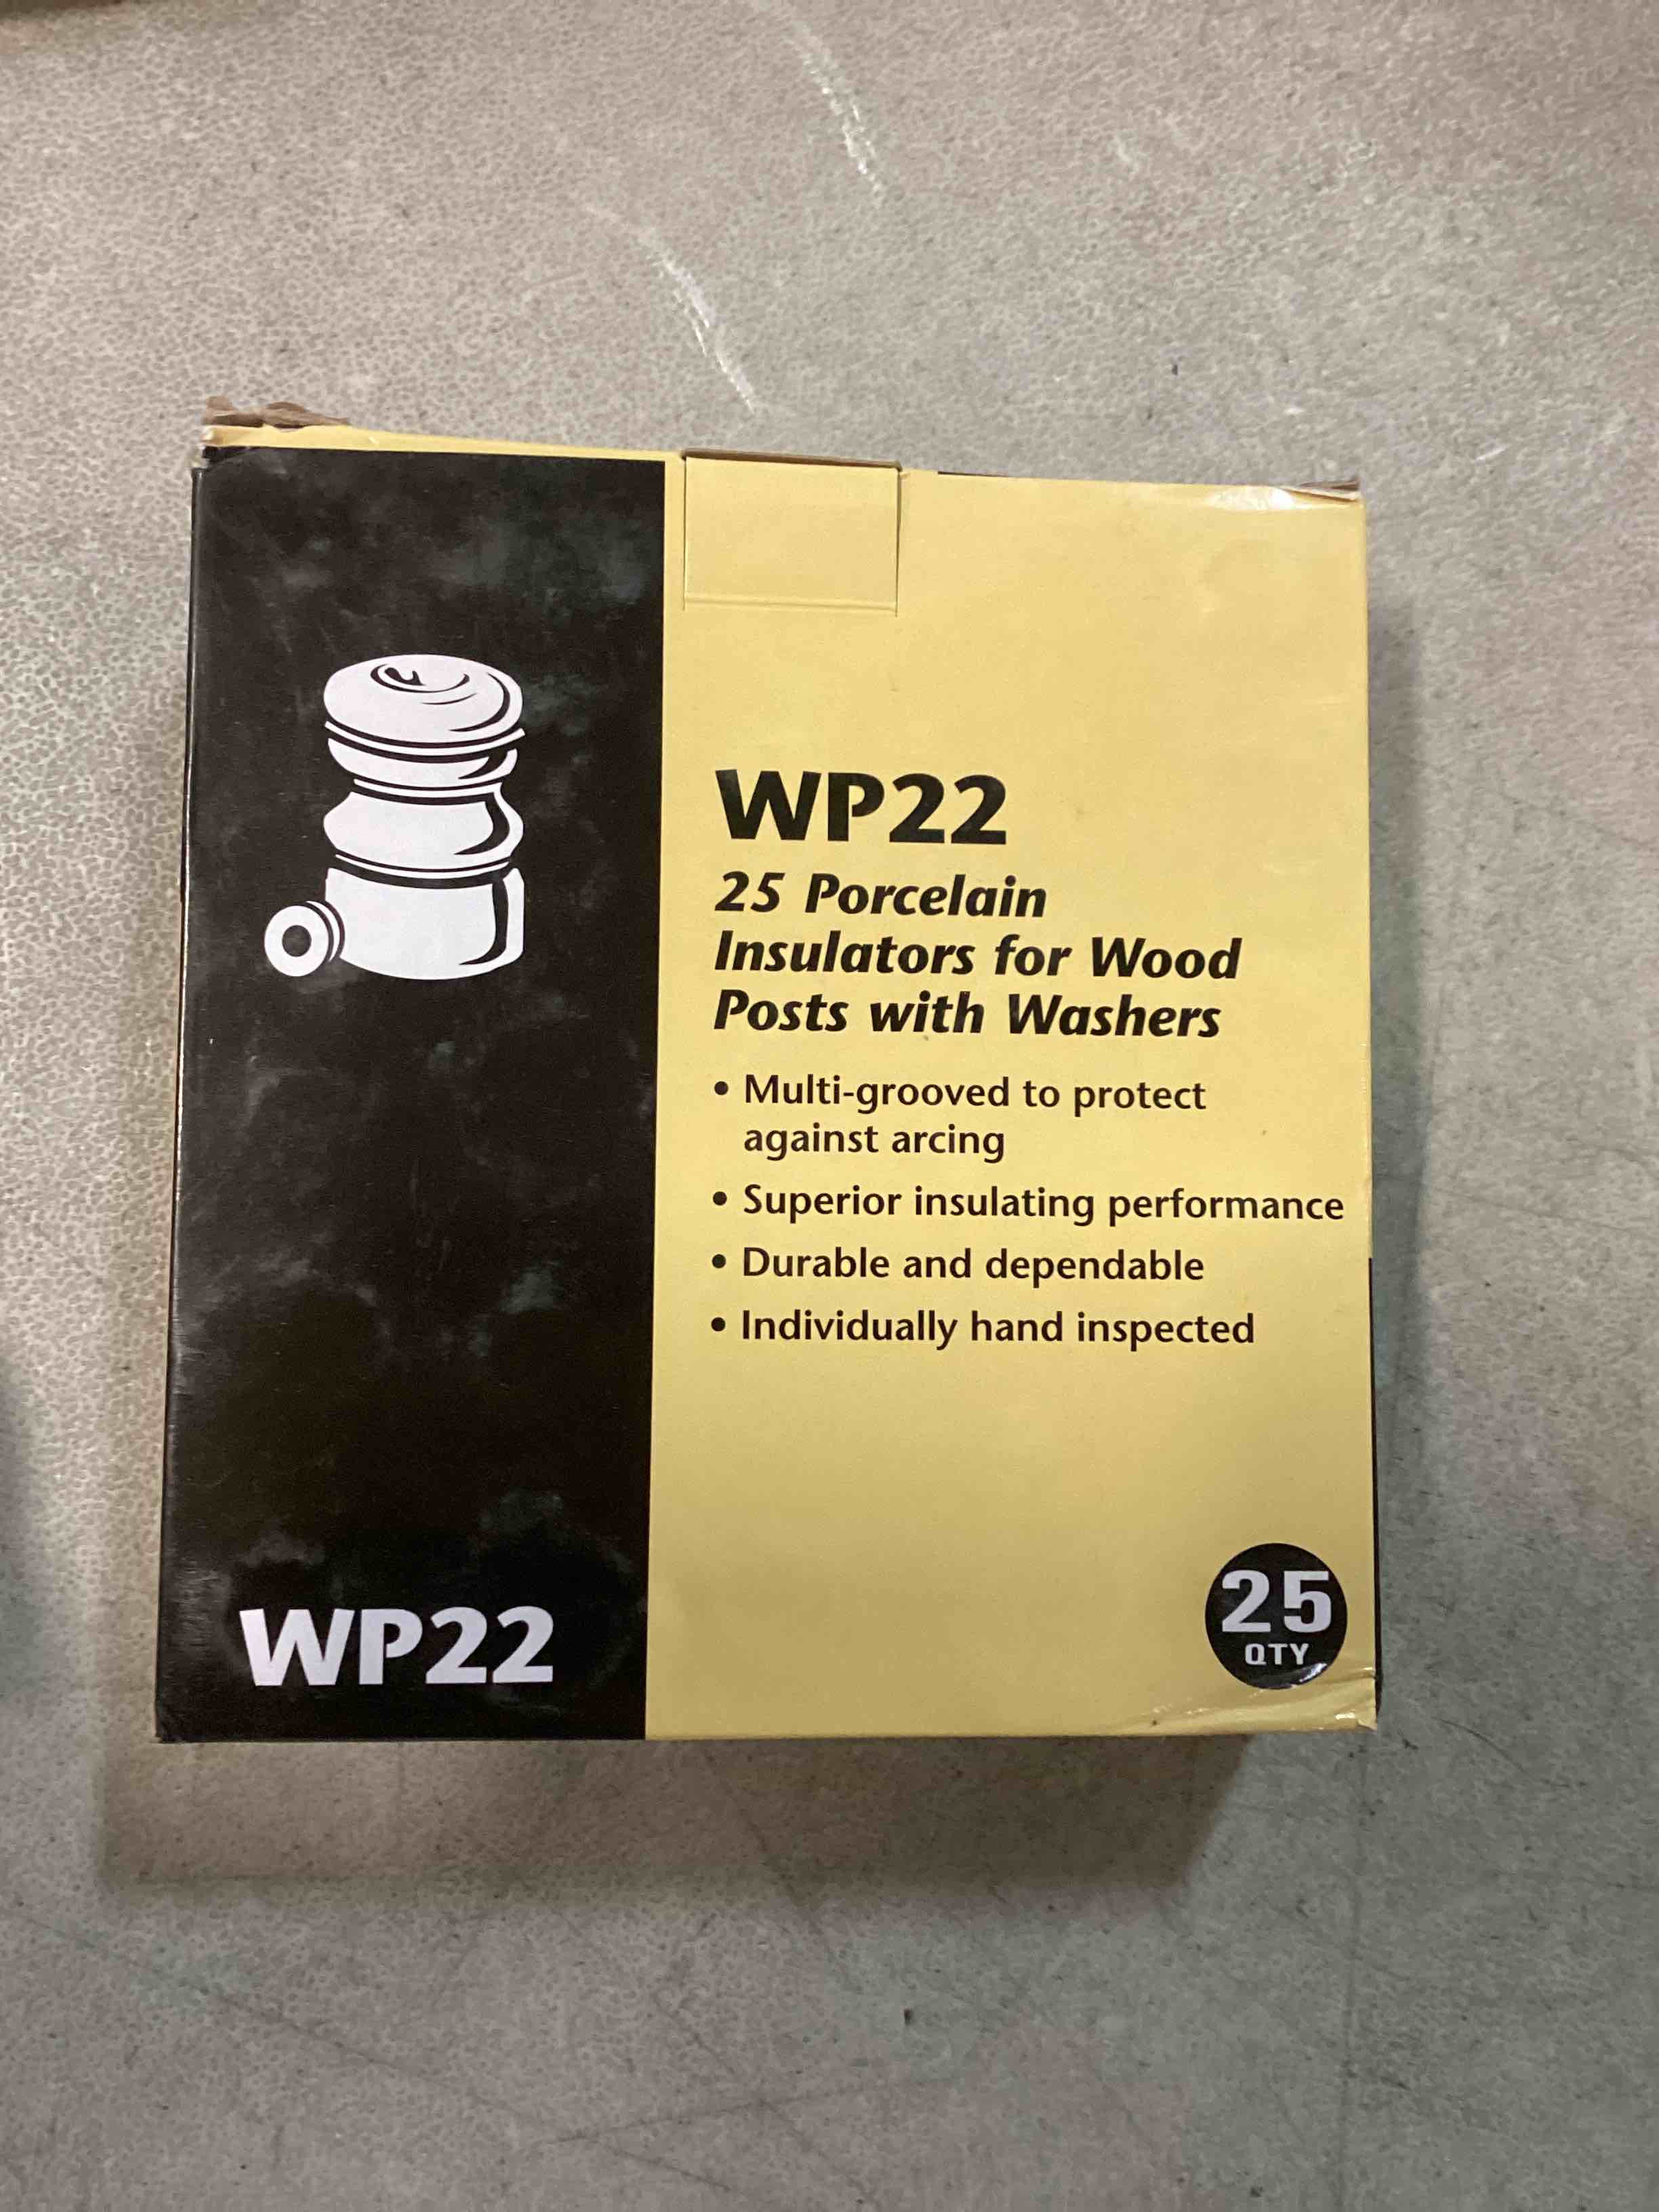 WP22
25 Porcelain
Insulators for Wood
Posts with Washers
• Multi-grooved to protect
against arcing
• Superior insulating performance
• Durable and dependable
• Individually hand inspected
WP22
25
QTY